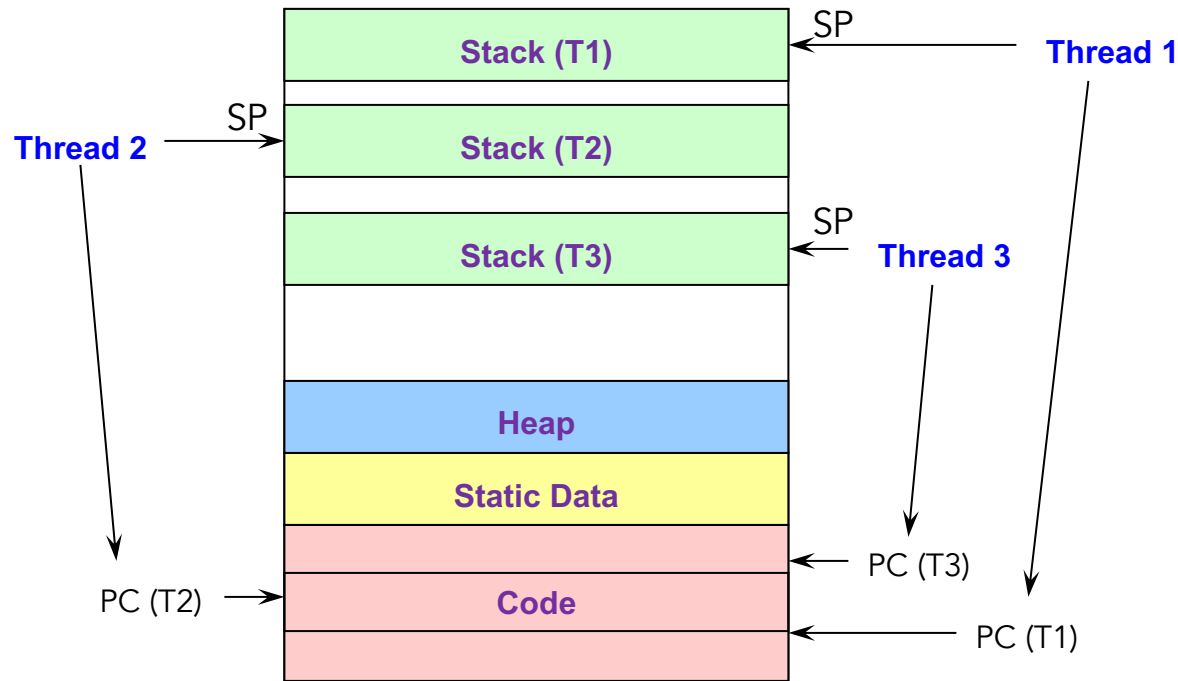 SP
Stack (T1)
Thread 1
SP
Thread 2
Stack (T2)
SP
Stack (T3)
Thread 3
Heap
Static Data
PC (T3)
PC (T2)
Code
PC (T1)